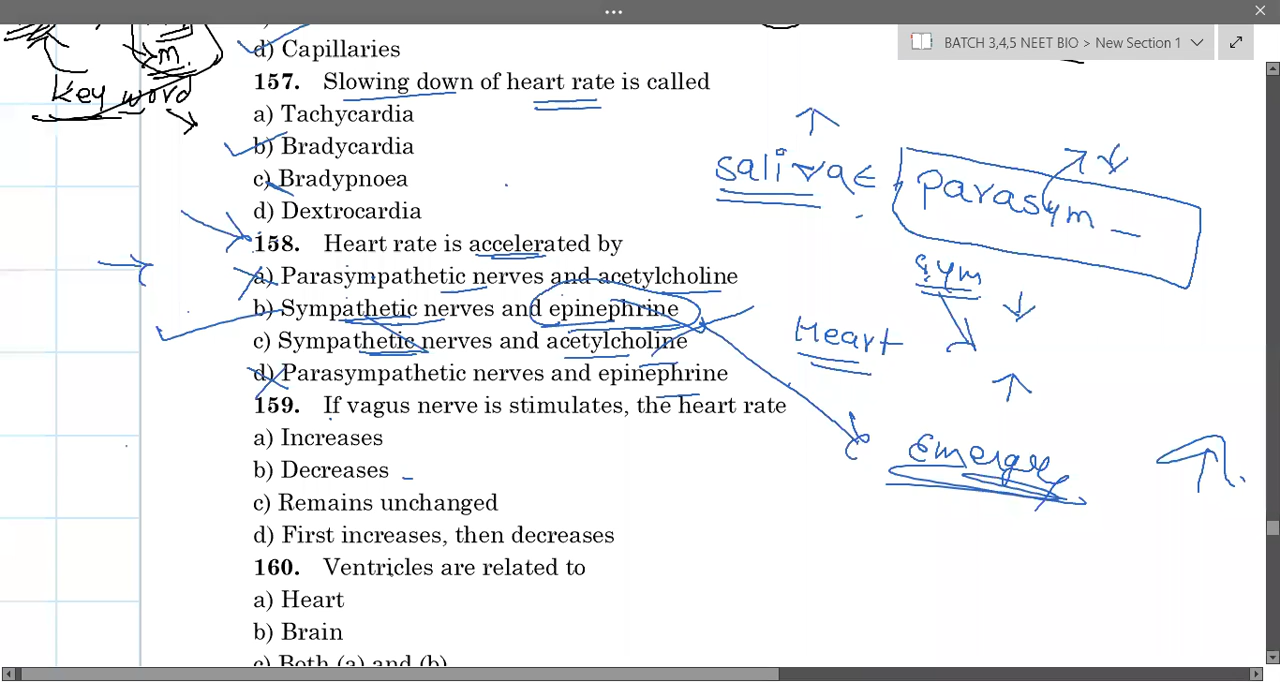 BATCH 3,4,5 NEET BIO > New Section 1
m.
Key word
d) Capillaries
157. Slowing down of heart rate is called
a) Tachycardia
b) Bradycardia
c) Bradypnoea
d) Dextrocardia
158. Heart rate is accelerated by
a) Parasympathetic nerves and acetylcholine
b) Sympathetic nerves and epinephrine
c) Sympathetic nerves and acetylcholine
d) Parasympathetic nerves and epinephrine
159. If vagus nerve is stimulates, the heart rate
a) Increases
b) Decreases
c) Remains unchanged
d) First increases, then decreases
160. Ventricles are related to
a) Heart
b) Brain
c) Both (a) and (b)
saliva
parasym
sym
Heart